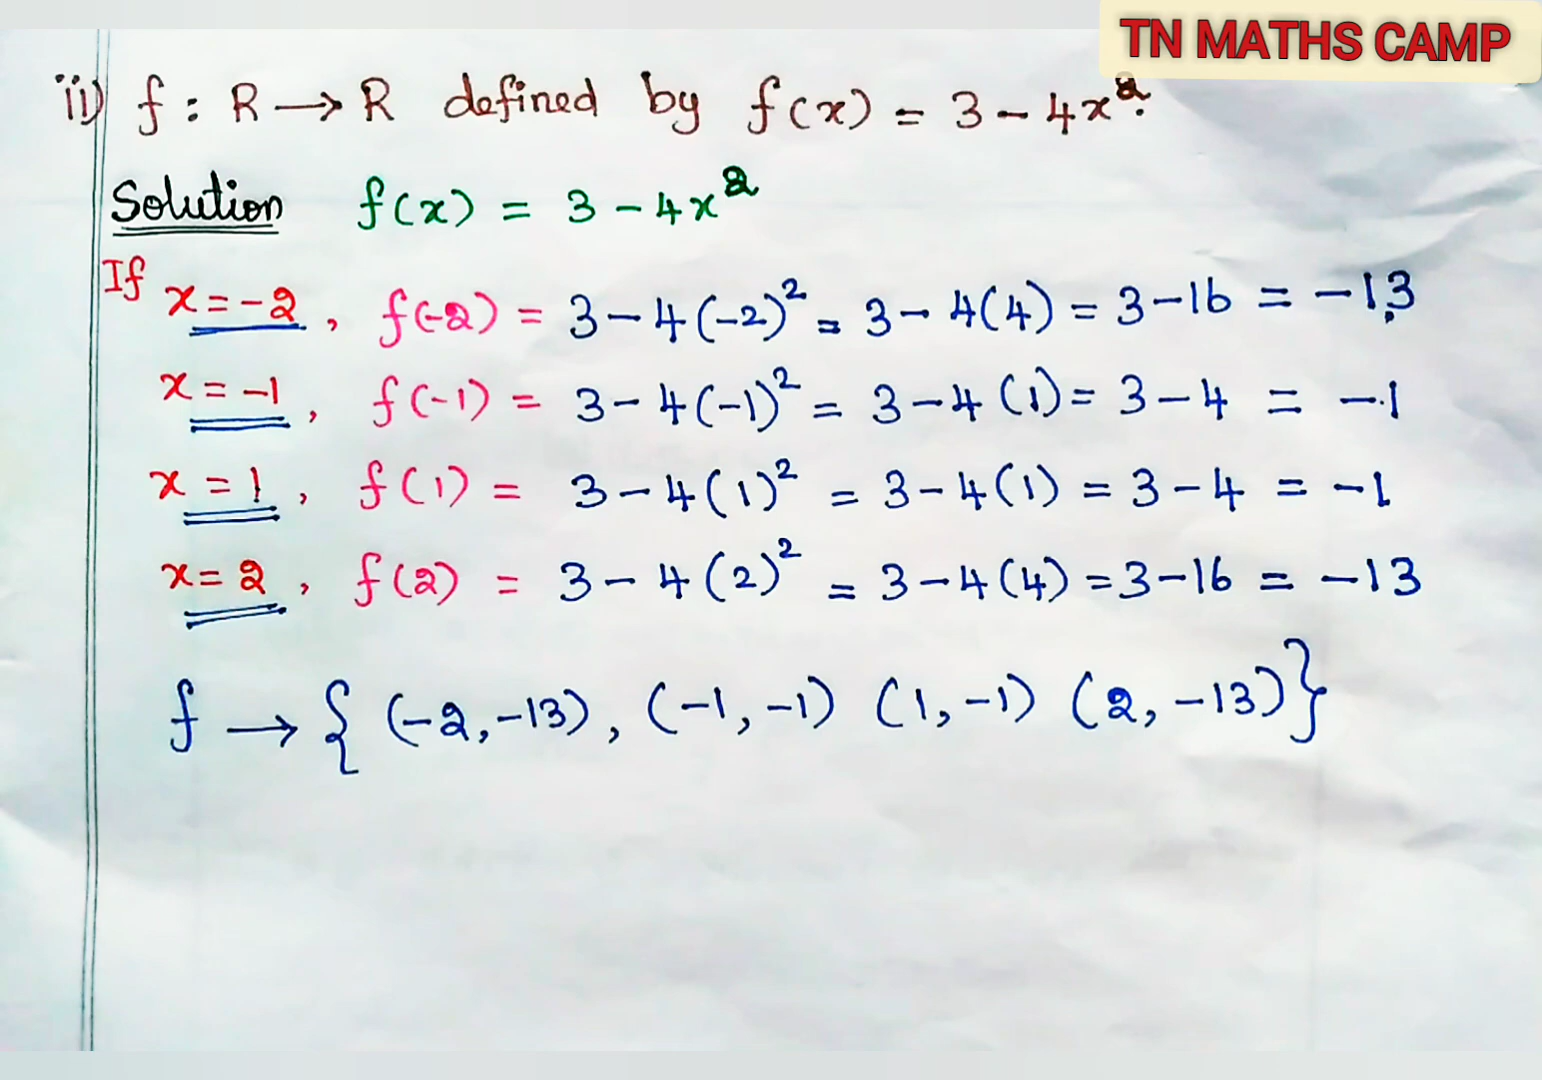 TN MATHS CAMP
ii) f : R → R defined by f(x) = 3 - 4x².
Solution f(x) = 3 - 4x²
If x = -2, f(-2) = 3 - 4(-2)² = 3 - 4(4) = 3 - 16 = -13
x = -1, f(-1) = 3 - 4(-1)² = 3 - 4(1) = 3 - 4 = -1
x = 1, f(1) = 3 - 4(1)² = 3 - 4(1) = 3 - 4 = -1
x = 2, f(2) = 3 - 4(2)² = 3 - 4(4) = 3 - 16 = -13
f → { (-2, -13), (-1, -1) (1, -1) (2, -13)}